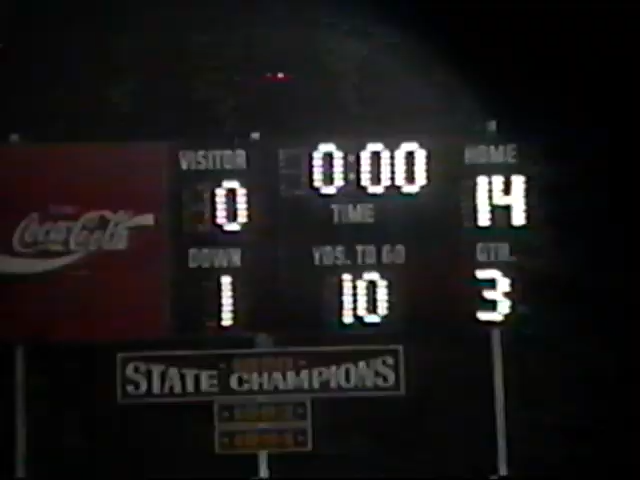 VISITOR 0:00 HOME
0 TIME 14
Coca-Cola
DOWN YDS. TO GO QTR.
1 10 3
STATE CHAMPIONS